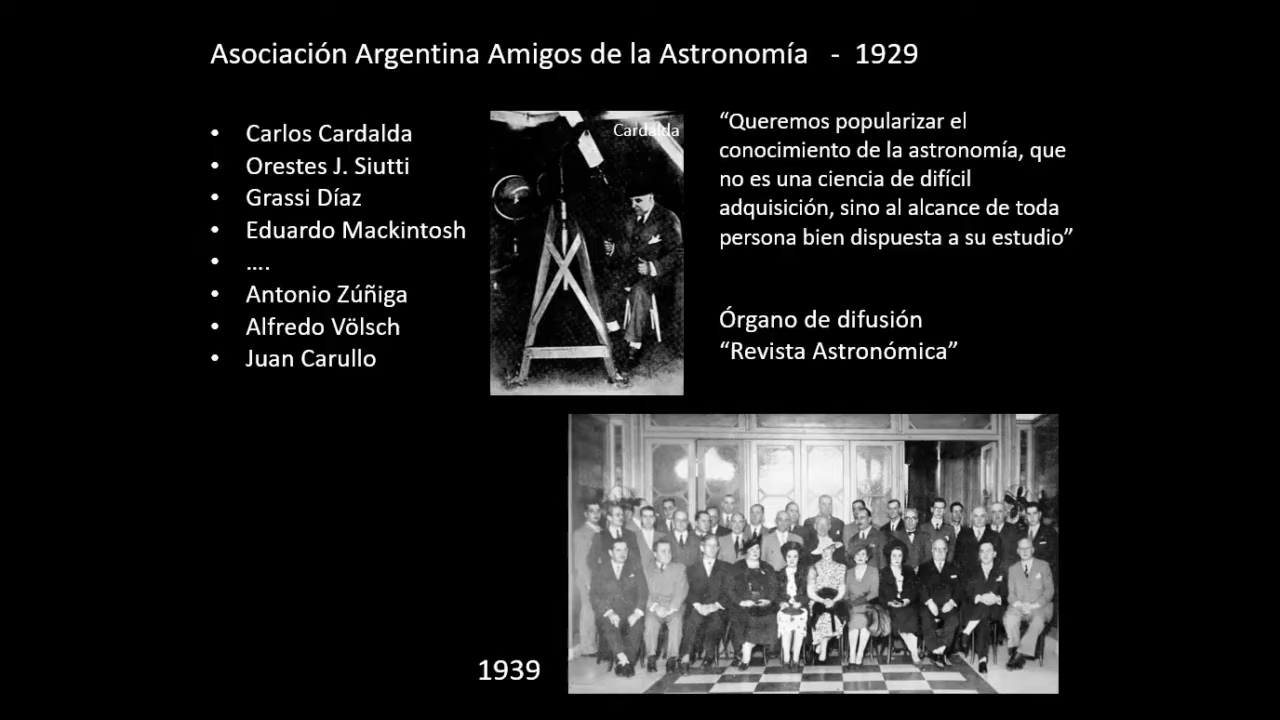 Asociación Argentina Amigos de la Astronomía - 1929
• Carlos Cardalda
• Orestes J. Siutti
• Grassi Díaz
• Eduardo Mackintosh
• ....
• Antonio Zúñiga
• Alfredo Völsch
• Juan Carullo
Cardalda
“Queremos popularizar el
conocimiento de la astronomía, que
no es una ciencia de difícil
adquisición, sino al alcance de toda
persona bien dispuesta a su estudio”
Órgano de difusión
“Revista Astronómica”
1939